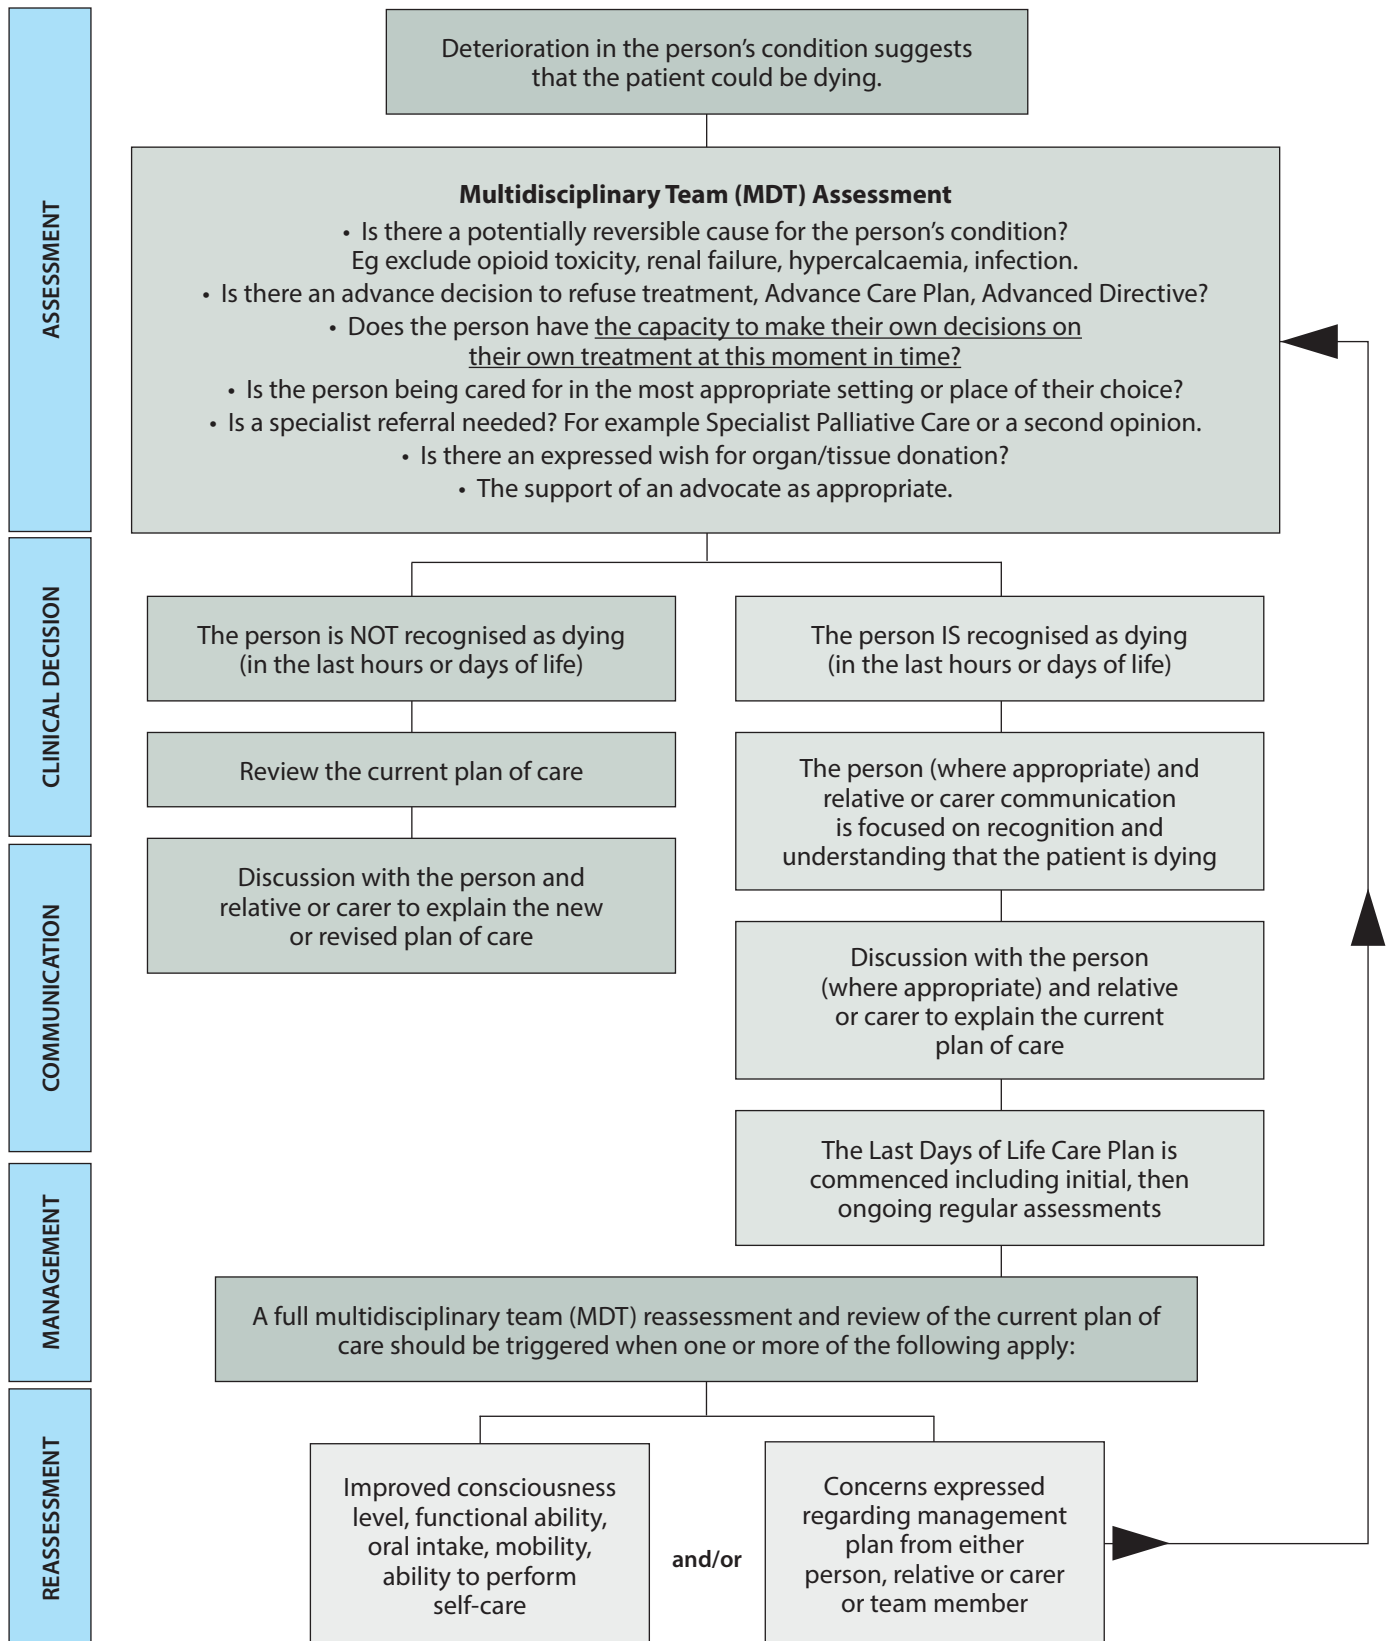 ASSESSMENT
Deterioration in the person’s condition suggests
that the patient could be dying.
Multidisciplinary Team (MDT) Assessment
• Is there a potentially reversible cause for the person’s condition?
Eg exclude opioid toxicity, renal failure, hypercalcaemia, infection.
• Is there an advance decision to refuse treatment, Advance Care Plan, Advanced Directive?
• Does the person have the capacity to make their own decisions on
their own treatment at this moment in time?
• Is the person being cared for in the most appropriate setting or place of their choice?
• Is a specialist referral needed? For example Specialist Palliative Care or a second opinion.
• Is there an expressed wish for organ/tissue donation?
• The support of an advocate as appropriate.
CLINICAL DECISION
The person is NOT recognised as dying
(in the last hours or days of life)
Review the current plan of care
Discussion with the person and
relative or carer to explain the new
or revised plan of care
The person IS recognised as dying
(in the last hours or days of life)
The person (where appropriate) and
relative or carer communication
is focused on recognition and
understanding that the patient is dying
COMMUNICATION
Discussion with the person
(where appropriate) and relative
or carer to explain the current
plan of care
The Last Days of Life Care Plan is
commenced including initial, then
ongoing regular assessments
MANAGEMENT
A full multidisciplinary team (MDT) reassessment and review of the current plan of
care should be triggered when one or more of the following apply:
REASSESSMENT
Improved consciousness
level, functional ability,
oral intake, mobility,
ability to perform
self-care
and/or
Concerns expressed
regarding management
plan from either
person, relative or carer
or team member